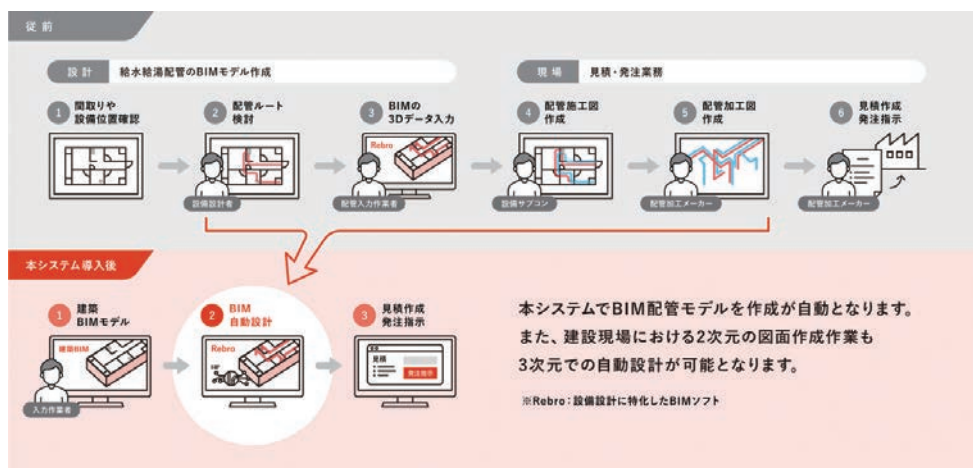 従前
設計 給水給湯配管のBIMモデル作成
現場 見積・発注業務
1 間取りや
設備位置確認
2 配管ルート
検討
設備設計者
3 BIMの
3Dデータ入力
Rebro
配管入力作業者
4 配管施工図
作成
設備サブコン
5 配管加工図
作成
配管加工メーカー
6 見積作成
発注指示
配管加工メーカー
本システム導入後
1 建築
BIMモデル
建築BIM
入力作業者
2 BIM
自動設計
Rebro
3 見積作成
発注指示
見積
発注指示
本システムでBIM配管モデルを作成が自動となります。
また、建設現場における2次元の図面作成作業も
3次元での自動設計が可能となります。
※Rebro:設備設計に特化したBIMソフト